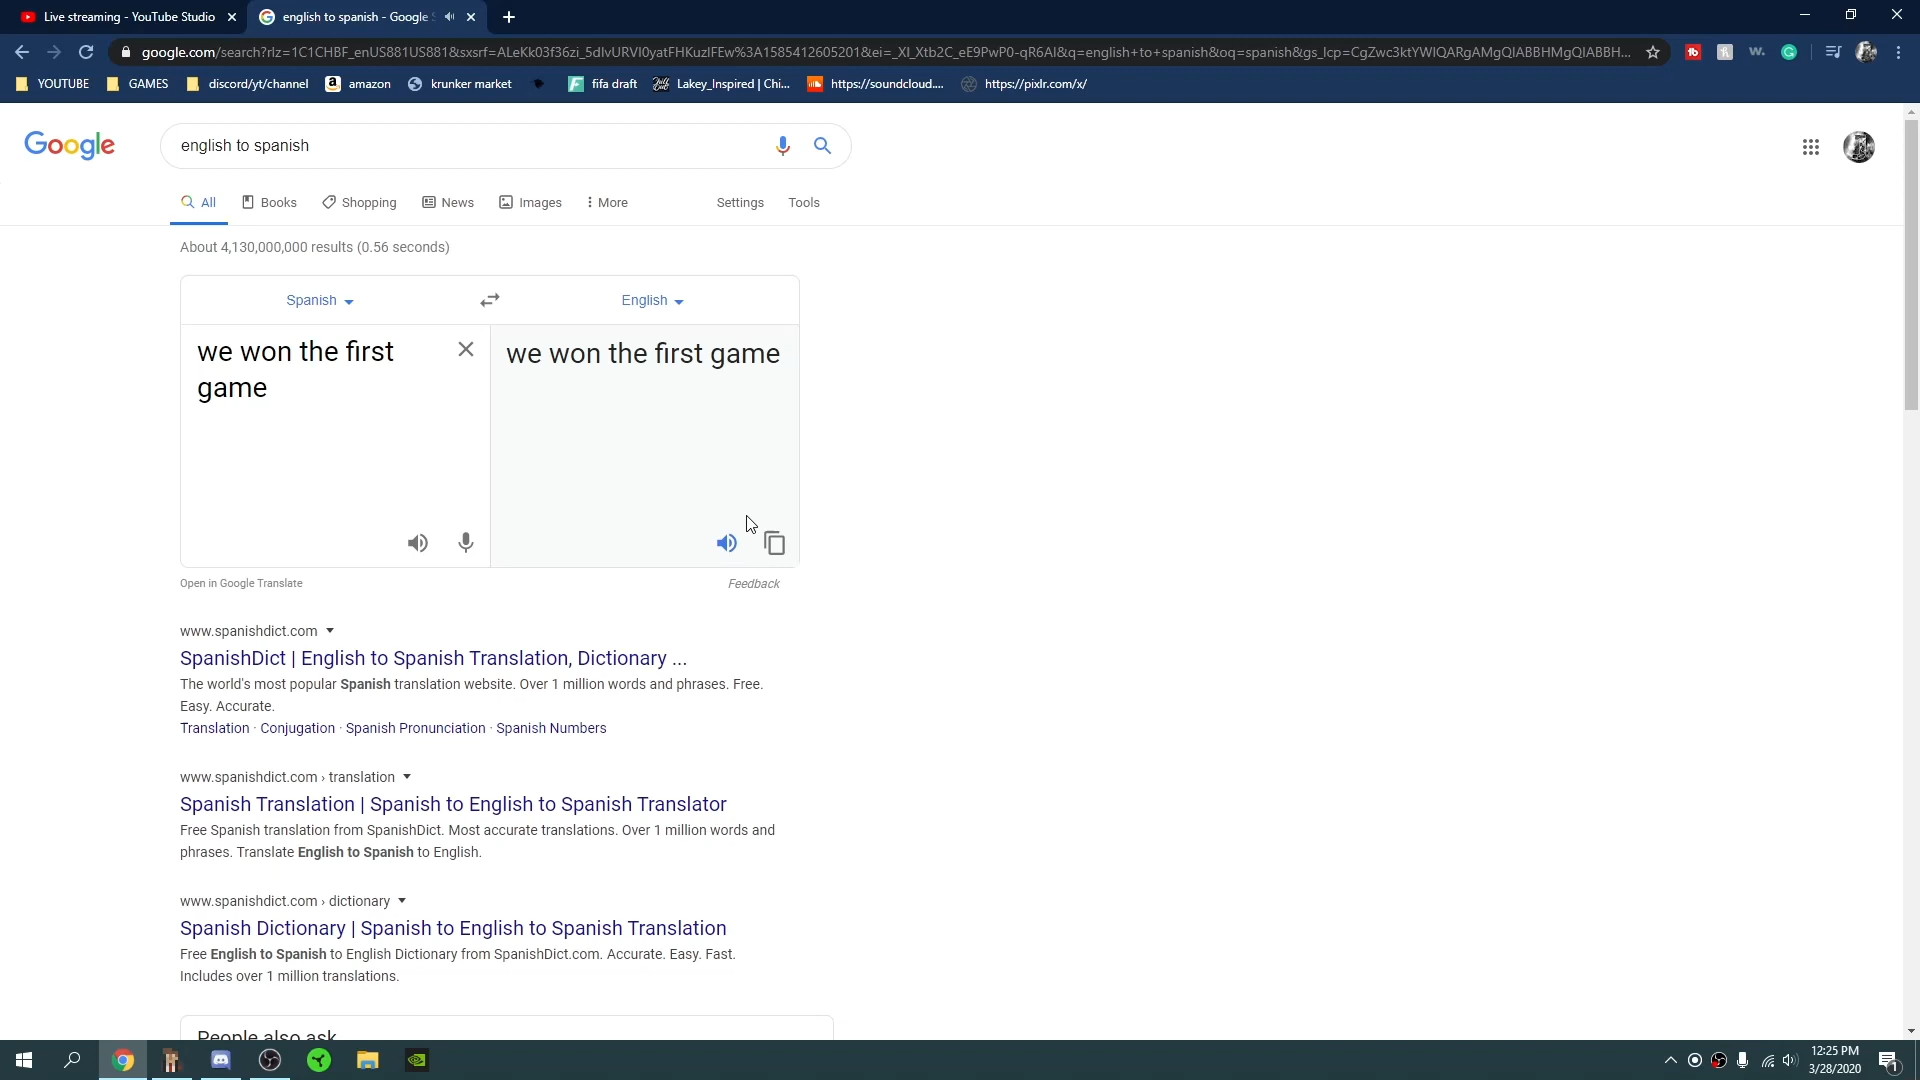 Live streaming - YouTube Studio
english to spanish - Google S
google.com/search?rlz=1C1CHBF_enUS881US881&sxsrf=ALeKk03f36zi_5dlvURVI0yatFHKuzlFEw%3A1585412605201&ei=_XI_Xtb2C_eE9PwP0-qR6AI&q=english+to+spanish&oq=spanish&gs_lcp=CgZwc3ktYWIQARgAMgQIABBHMgQIABBH...
YOUTUBE
GAMES
discord/yt/channel
amazon
krunker market
fifa draft
Lakey_Inspired | Chi...
https://soundcloud....
https://pixlr.com/x/
Google
english to spanish
All
Books
Shopping
News
Images
More
Settings
Tools
About 4,130,000,000 results (0.56 seconds)
Spanish
English
we won the first
game
we won the first game
Open in Google Translate
Feedback
www.spanishdict.com
SpanishDict | English to Spanish Translation, Dictionary ...
The world's most popular Spanish translation website. Over 1 million words and phrases. Free.
Easy. Accurate.
Translation · Conjugation · Spanish Pronunciation · Spanish Numbers
www.spanishdict.com › translation
Spanish Translation | Spanish to English to Spanish Translator
Free Spanish translation from SpanishDict. Most accurate translations. Over 1 million words and
phrases. Translate English to Spanish to English.
www.spanishdict.com › dictionary
Spanish Dictionary | Spanish to English to Spanish Translation
Free English to Spanish to English Dictionary from SpanishDict.com. Accurate. Easy. Fast.
Includes over 1 million translations.
People also ask
12:25 PM
3/28/2020
1